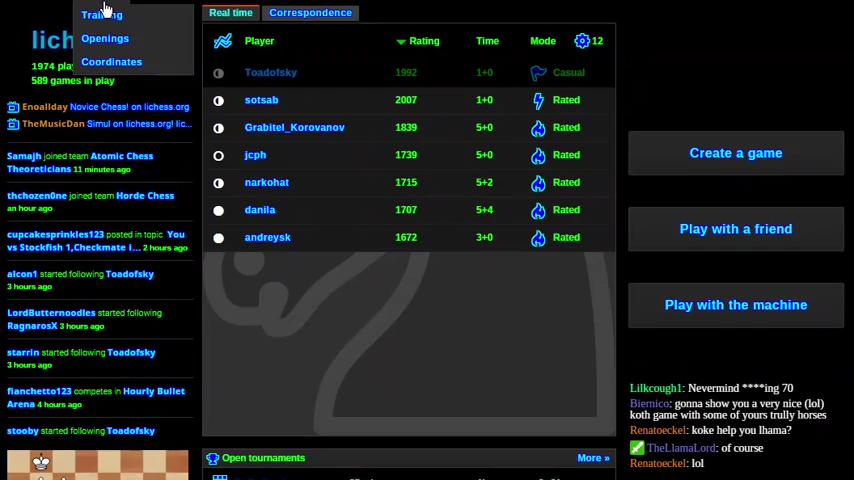 Training
Openings
Coordinates
lich
1974 play
589 games in play
Enoallday Novice Chess! on lichess.org
TheMusicDan Simul on lichess.org! lic...
Samajh joined team Atomic Chess
Theoreticians 11 minutes ago
thchozen0ne joined team Horde Chess
an hour ago
cupcakesprinkles123 posted in topic You
vs Stockfish 1,Checkmate i... 2 hours ago
alcon1 started following Toadofsky
3 hours ago
LordButternoodles started following
RagnarosX 3 hours ago
starrin started following Toadofsky
3 hours ago
fianchetto123 competes in Hourly Bullet
Arena 4 hours ago
stooby started following Toadofsky
Real time Correspondence
Player Rating Time Mode 12
Toadofsky 1992 1+0 Casual
sotsab 2007 1+0 Rated
Grabitel_Korovanov 1839 5+0 Rated
jcph 1739 5+0 Rated
narkohat 1715 5+2 Rated
danila 1707 5+4 Rated
andreysk 1672 3+0 Rated
Open tournaments More »
Create a game
Play with a friend
Play with the machine
Lilkcough1: Nevermind ****ing 70
Biernico: gonna show you a very nice (lol)
koth game with some of yours trully horses
Renatoeckel: koke help you lhama?
TheLlamaLord: of course
Renatoeckel: lol